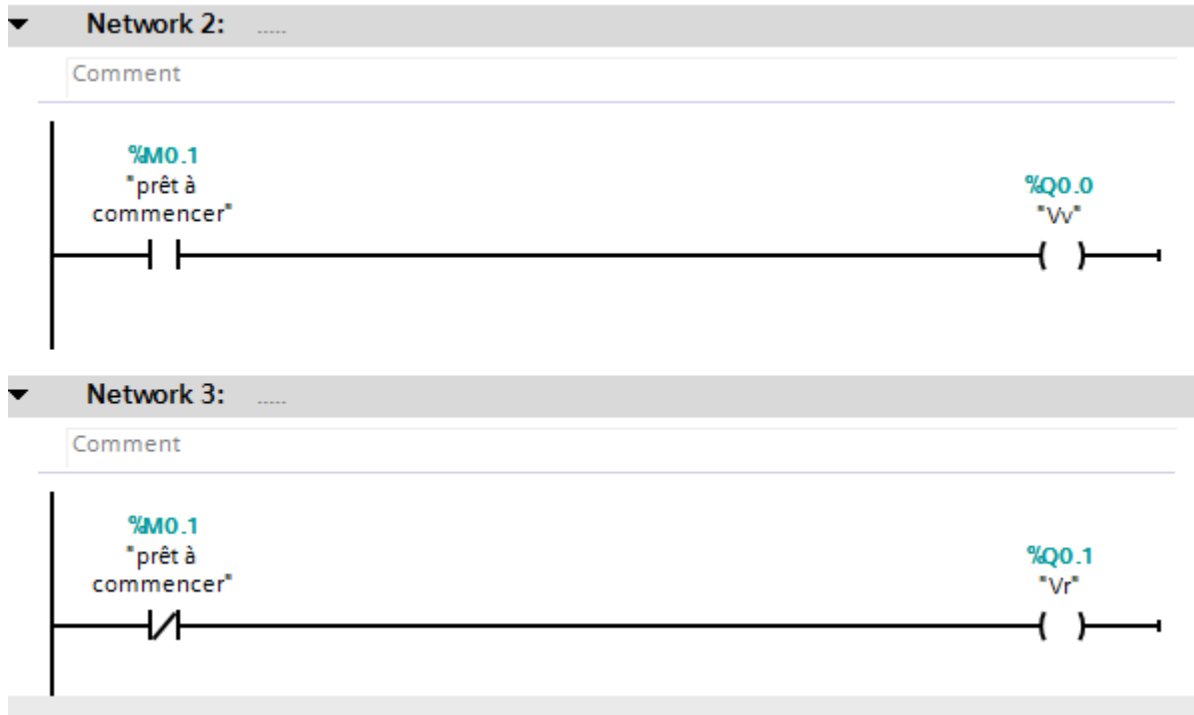 Network 2: .....
Comment
%M0.1
"prêt à
commencer"
%Q0.0
"Vv"
Network 3: .....
Comment
%M0.1
"prêt à
commencer"
%Q0.1
"Vr"